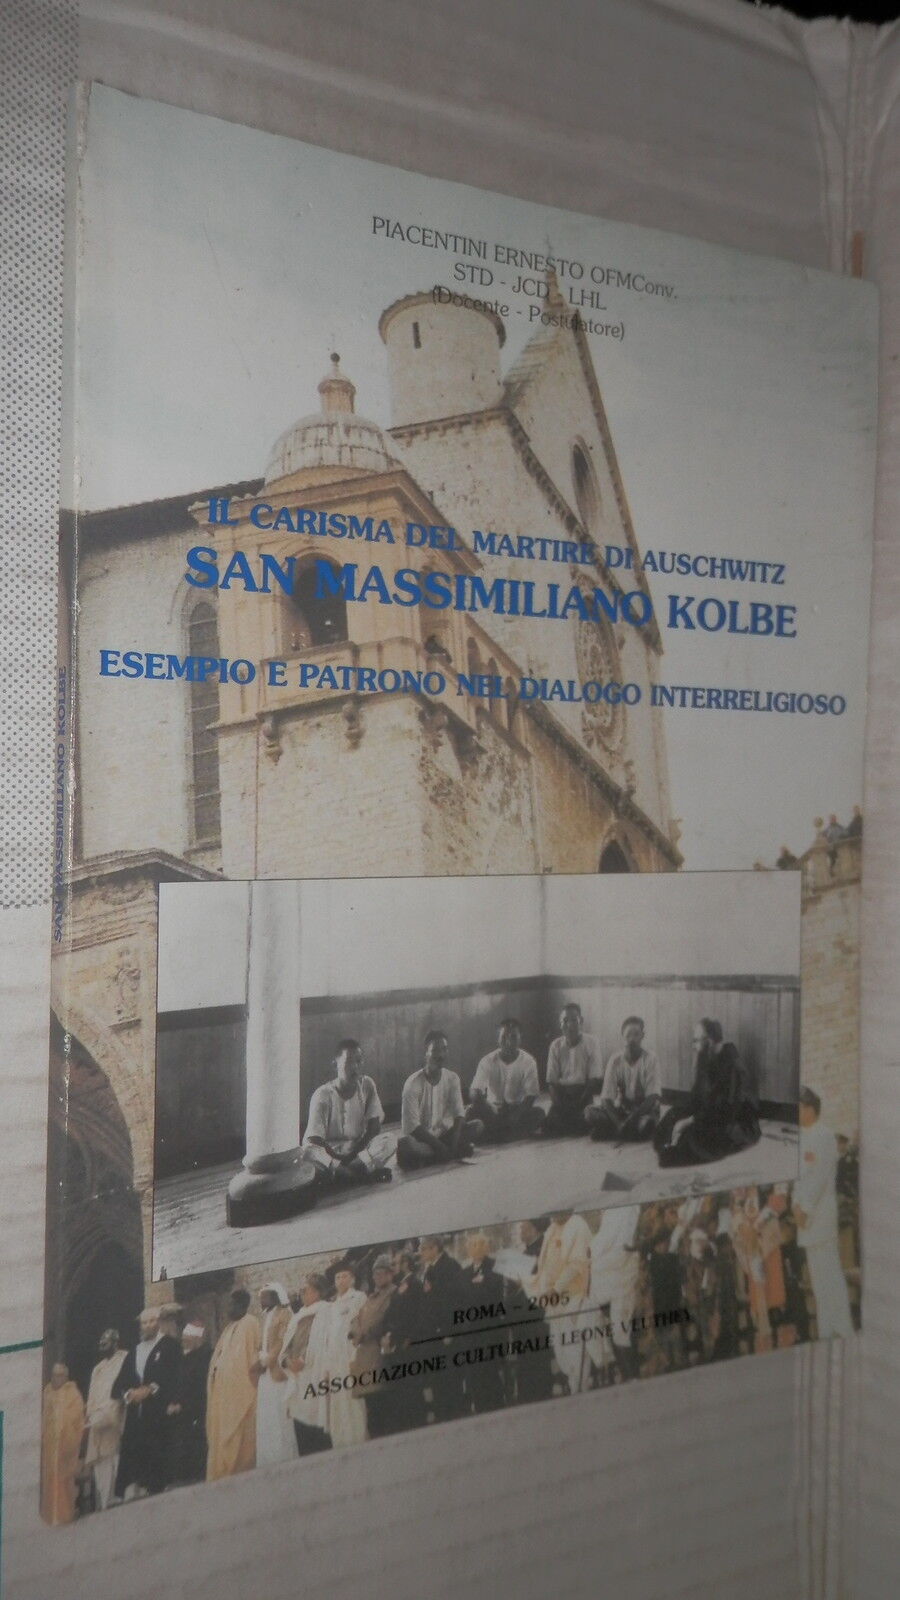 PIACENTINI ERNESTO OFMConv.
STD - JCD - LHL
(Docente - Postulatore)
IL CARISMA DEL MARTIRE DI AUSCHWITZ
SAN MASSIMILIANO KOLBE
ESEMPIO E PATRONO NEL DIALOGO INTERRELIGIOSO
SAN MASSIMILIANO KOLBE
ROMA - 2005
ASSOCIAZIONE CULTURALE LEONE VEUTHEY